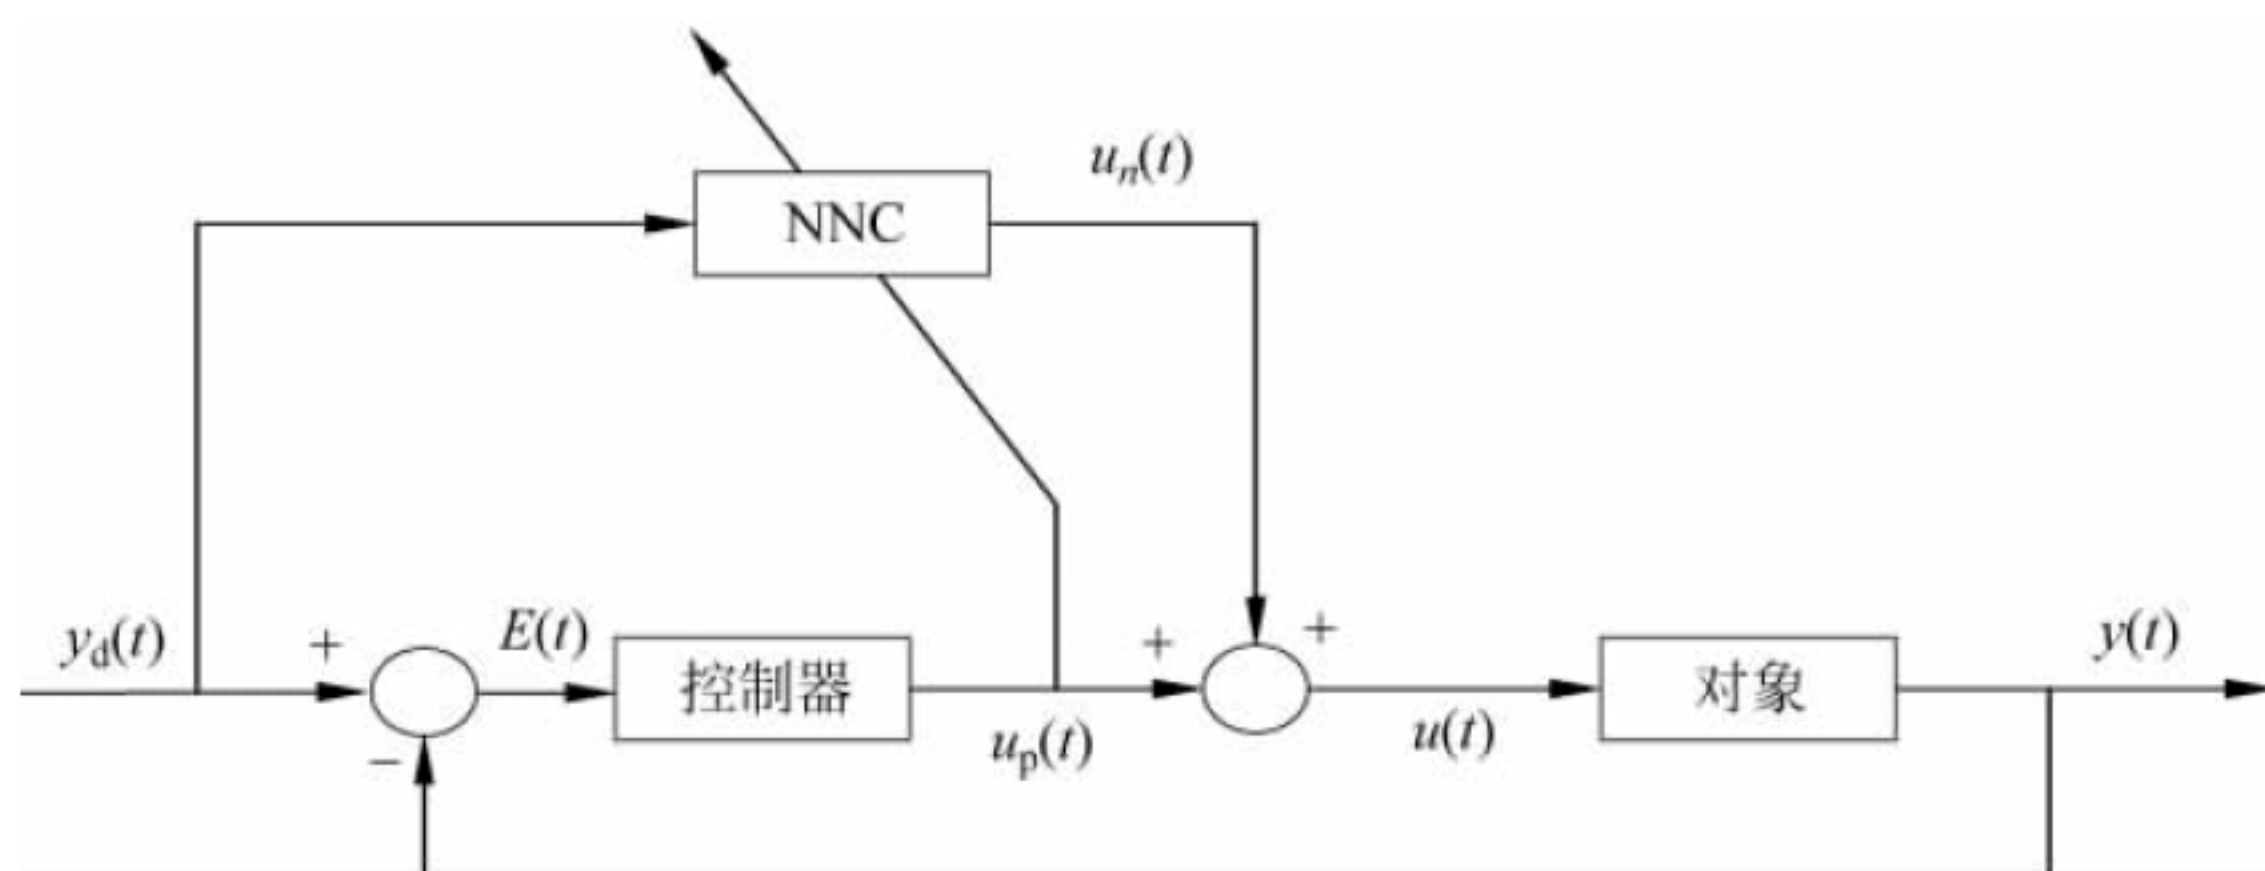 uₙ(t)
NNC
y_d(t)
+
E(t)
控制器
+
+
对象
y(t)
−
u_p(t)
u(t)